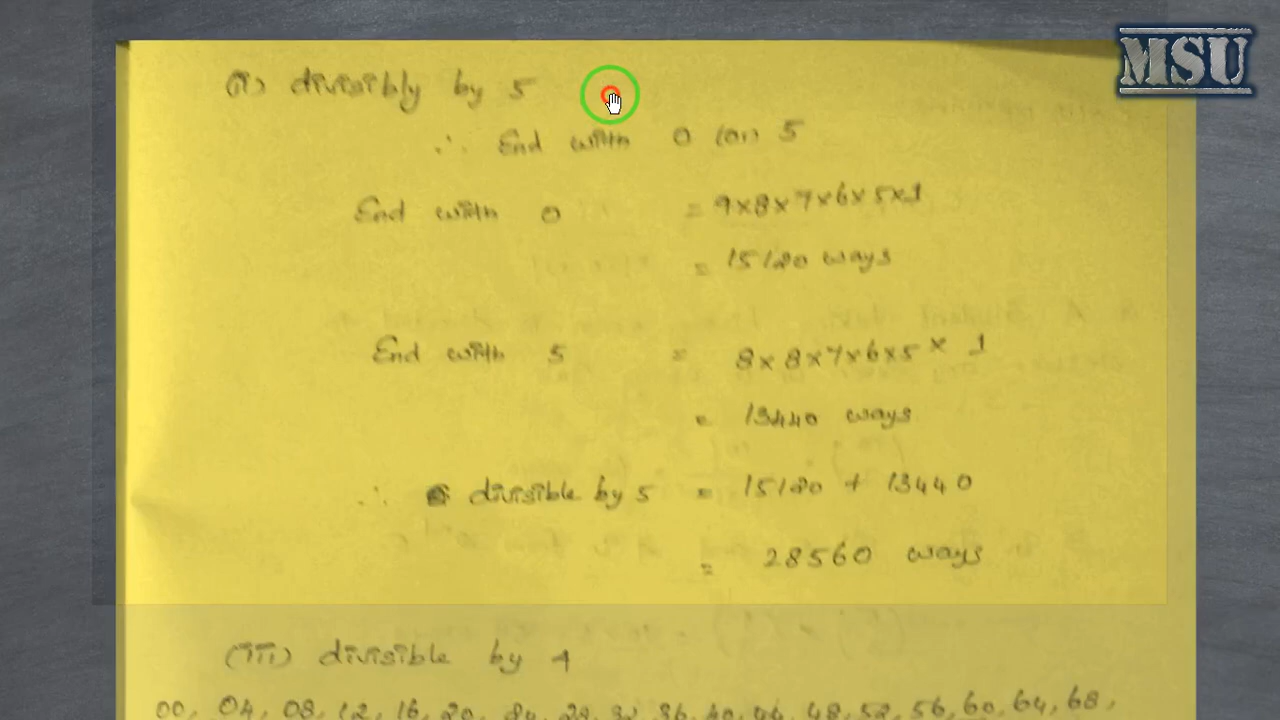 MSU
(ii) divisibly by 5
∴ End with 0 (or) 5
End with 0 = 9×8×7×6×5×1
= 15120 ways
End with 5 = 8×8×7×6×5×1
= 13440 ways
∴ divisible by 5 = 15120 + 13440
= 28560 ways
(iii) divisible by 4
00, 04, 08, 12, 16, 20, 24, 28, 32, 36, 40, 44, 48, 52, 56, 60, 64, 68,